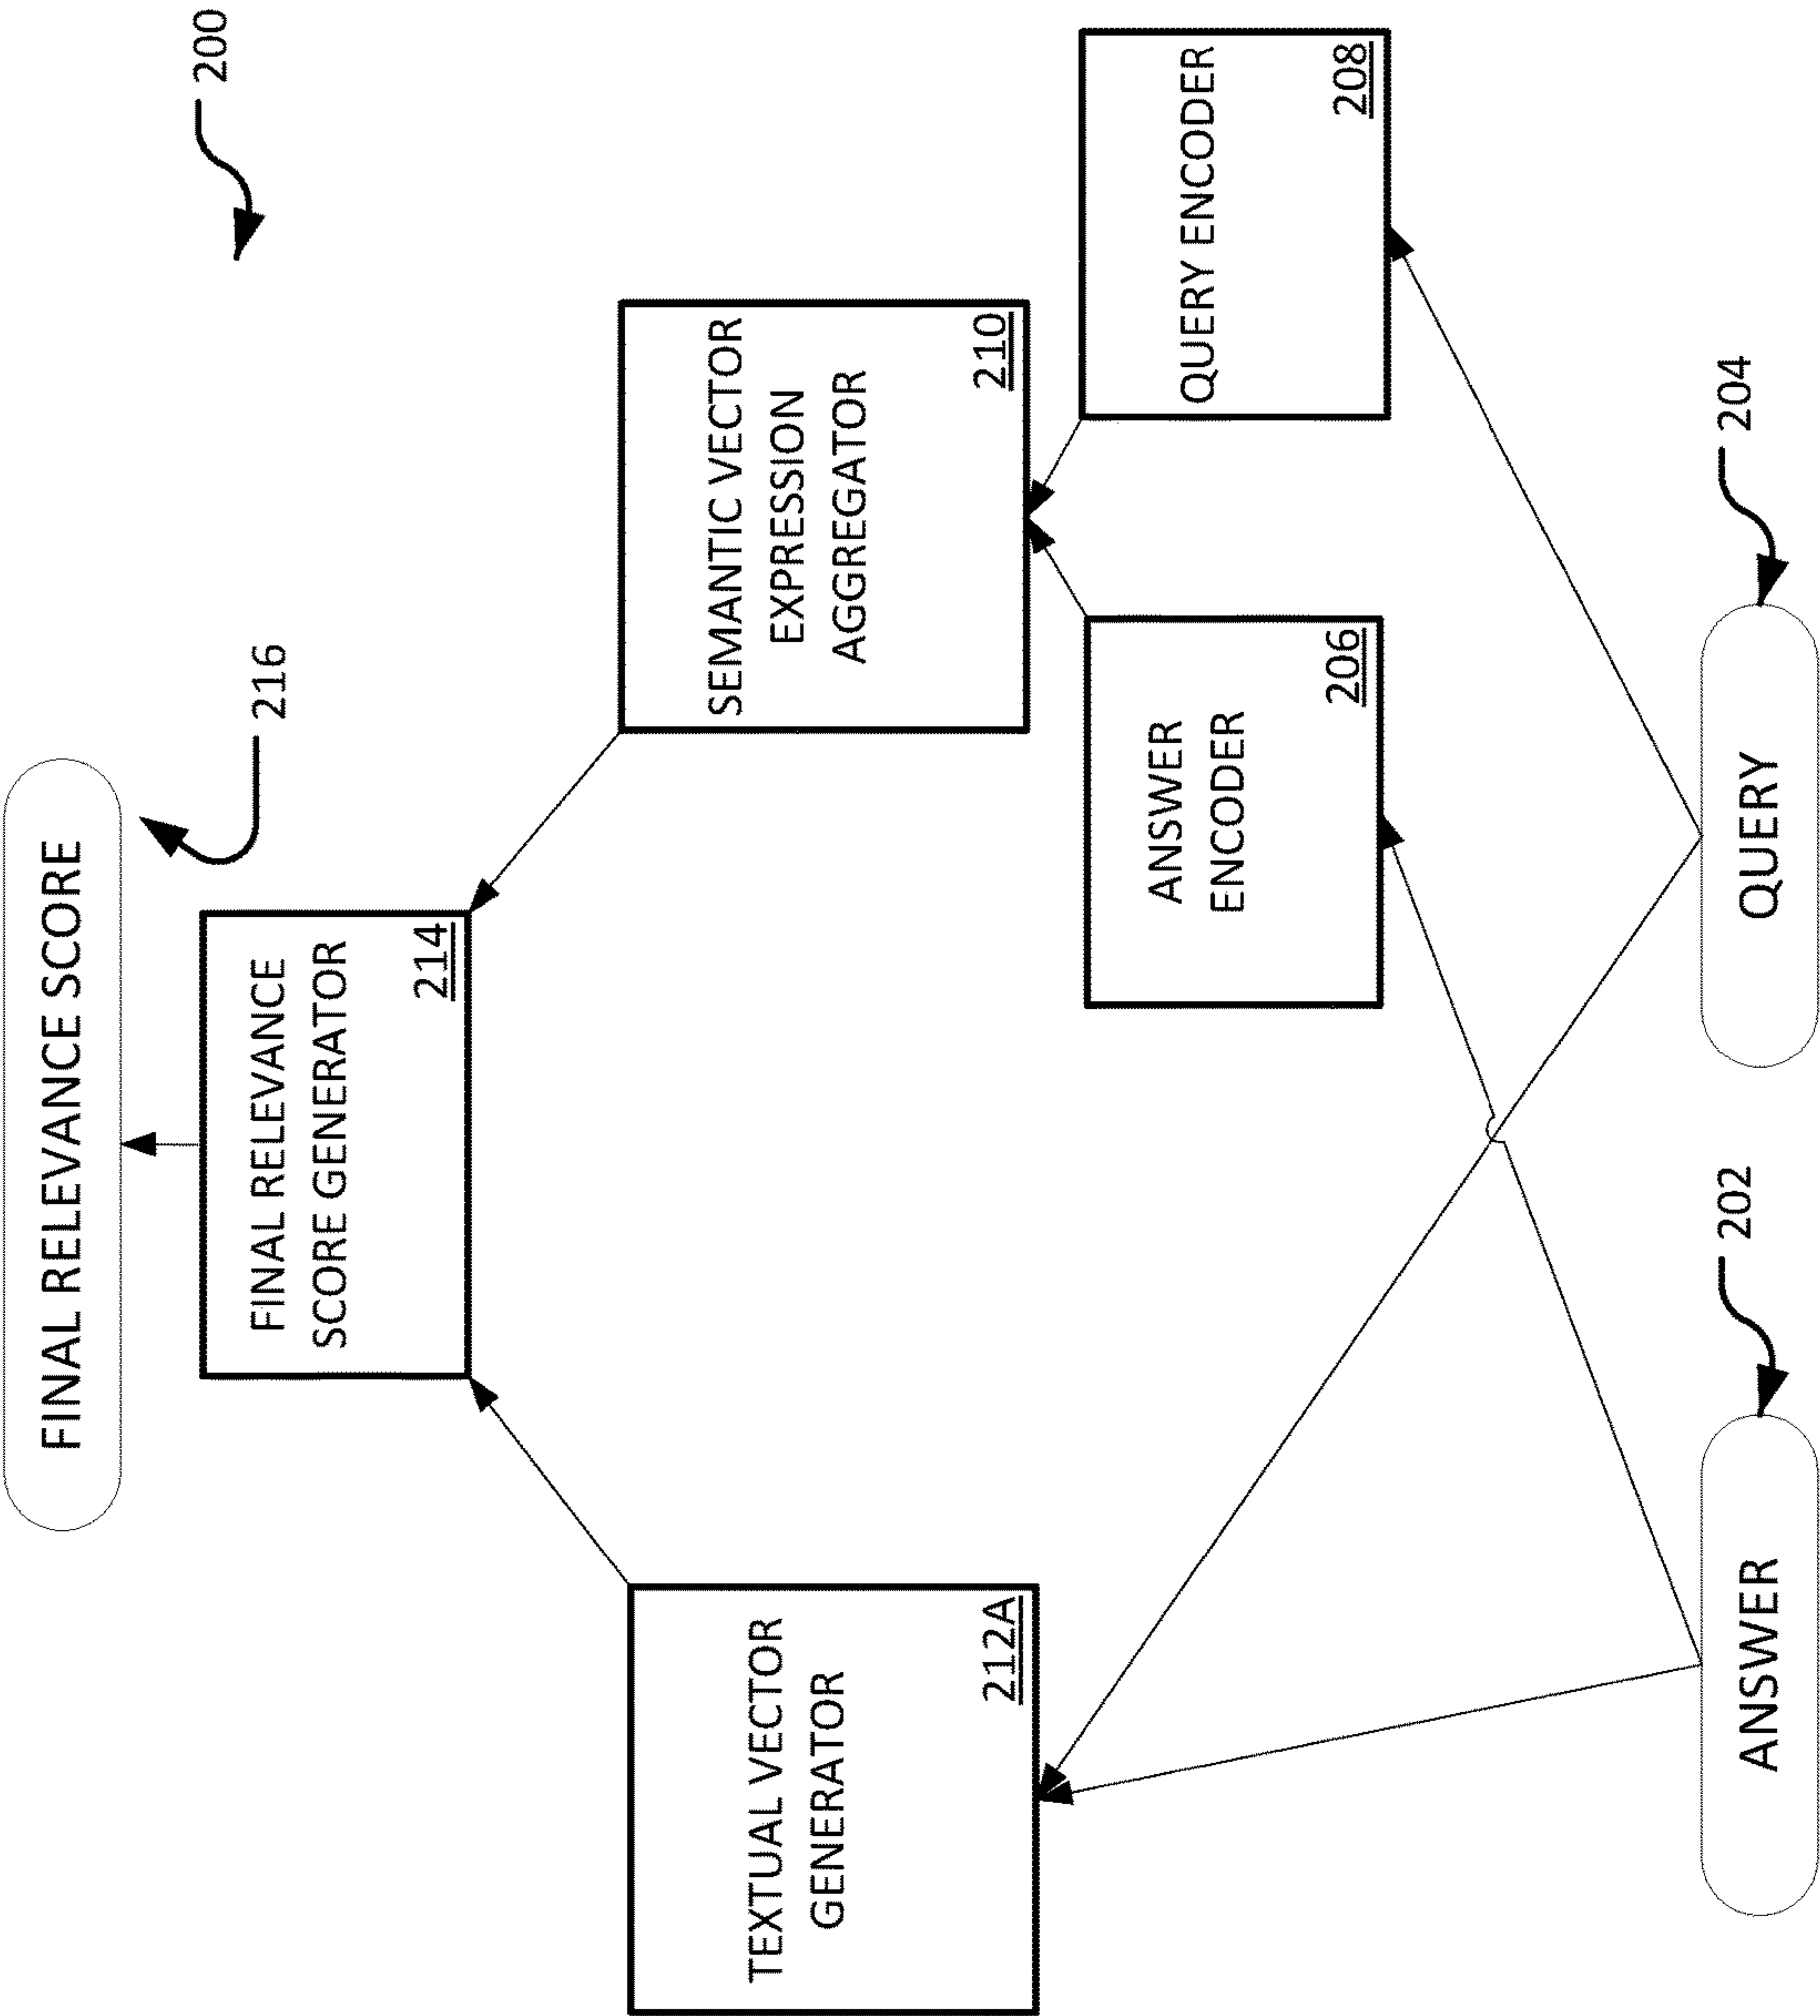 200
FINAL RELEVANCE SCORE
216
FINAL RELEVANCE
SCORE GENERATOR
214
TEXTUAL VECTOR
GENERATOR
212A
SEMANTIC VECTOR
EXPRESSION
AGGREGATOR
210
ANSWER
ENCODER
206
QUERY ENCODER
208
ANSWER
202
QUERY
204